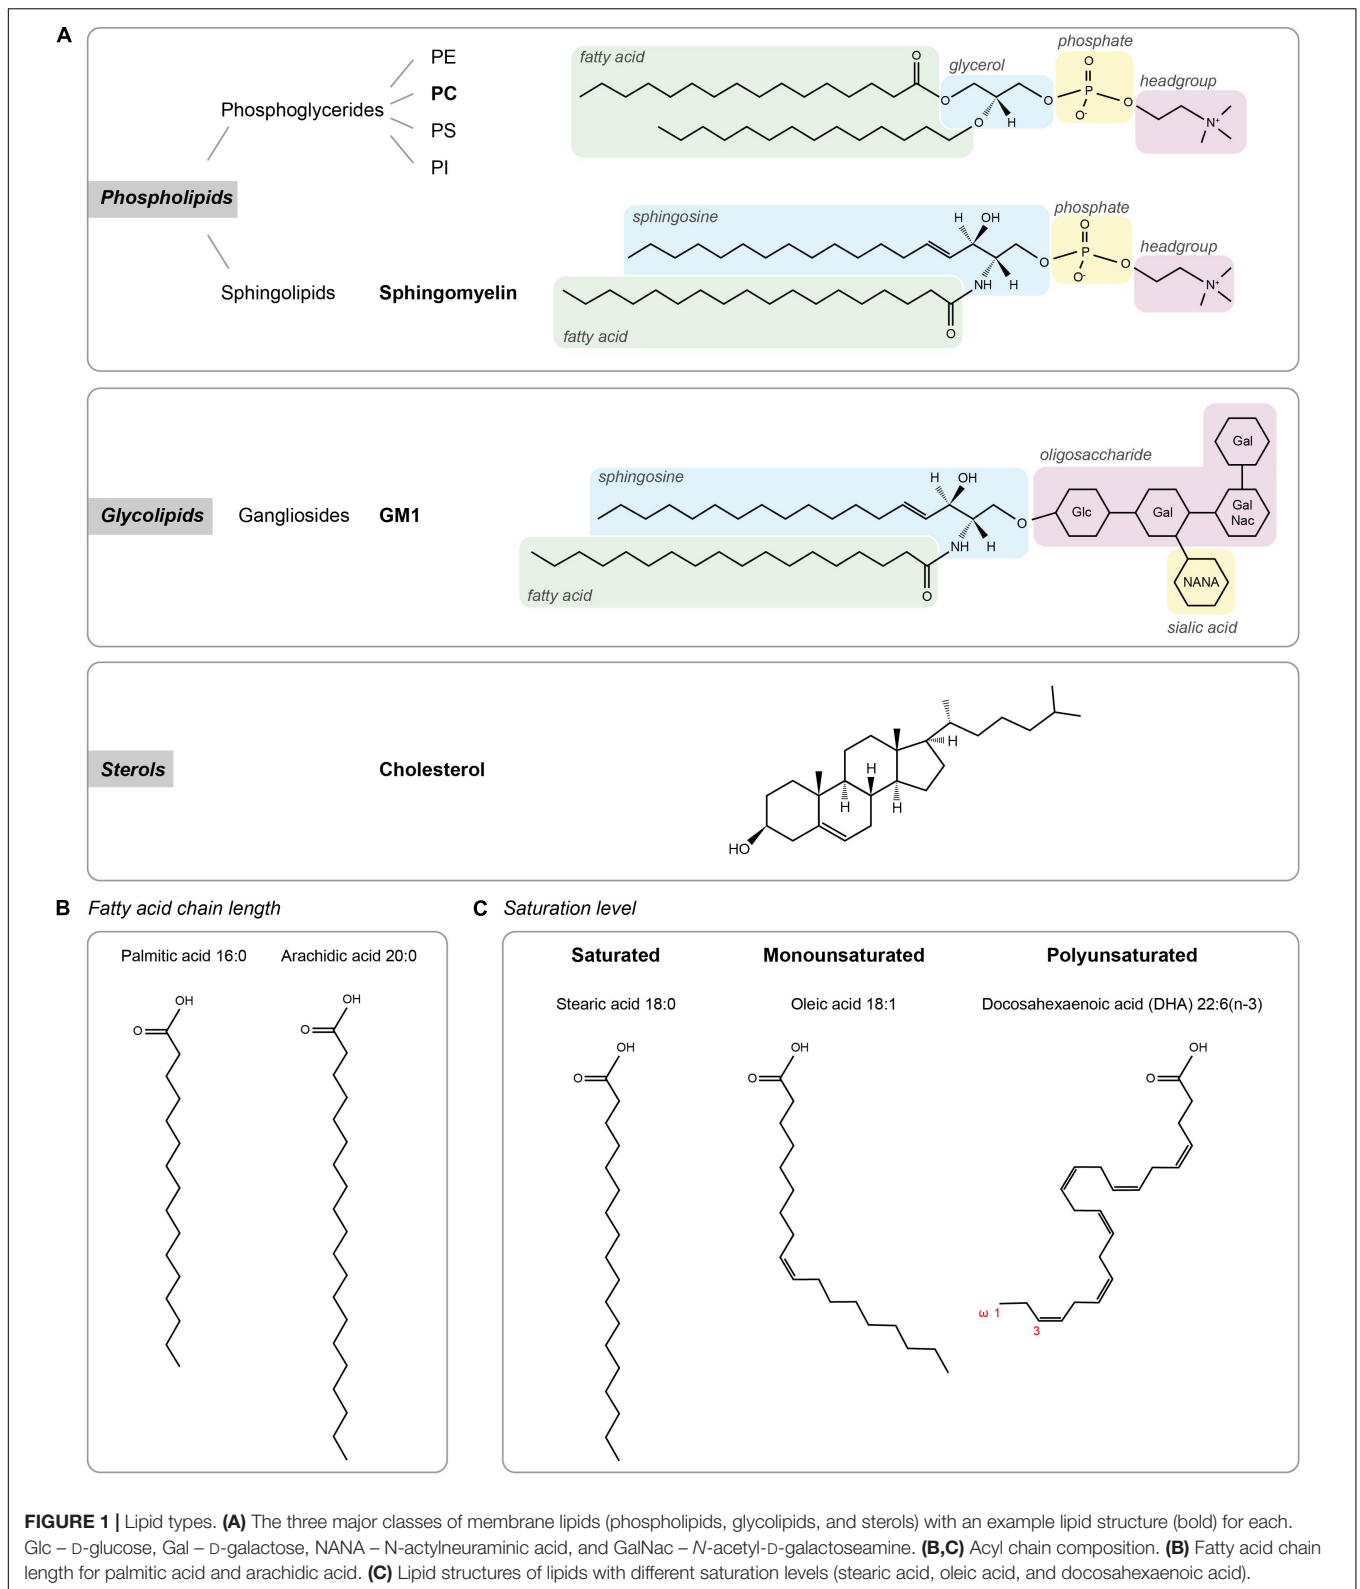 A
PE
Phosphoglycerides
PC
PS
PI
Phospholipids
Sphingolipids
Sphingomyelin
fatty acid
glycerol
phosphate
headgroup
O
O
O
H
O
O
P
O-
O
N+
sphingosine
phosphate
headgroup
H
OH
O
NH
H
O
P
O-
O
N+
O
fatty acid
Glycolipids
Gangliosides
GM1
sphingosine
oligosaccharide
H
OH
O
NH
H
O
fatty acid
Glc
Gal
Gal
Nac
Gal
NANA
sialic acid
Sterols
Cholesterol
H
H
H
H
HO
B Fatty acid chain length
Palmitic acid 16:0
Arachidic acid 20:0
OH
O
OH
O
C Saturation level
Saturated
Monounsaturated
Polyunsaturated
Stearic acid 18:0
Oleic acid 18:1
Docosahexaenoic acid (DHA) 22:6(n-3)
OH
O
OH
O
OH
O
ω 1
3
FIGURE 1 | Lipid types. (A) The three major classes of membrane lipids (phospholipids, glycolipids, and sterols) with an example lipid structure (bold) for each.
Glc – D-glucose, Gal – D-galactose, NANA – N-actylneuraminic acid, and GalNac – N-acetyl-D-galactoseamine. (B,C) Acyl chain composition. (B) Fatty acid chain
length for palmitic acid and arachidic acid. (C) Lipid structures of lipids with different saturation levels (stearic acid, oleic acid, and docosahexaenoic acid).